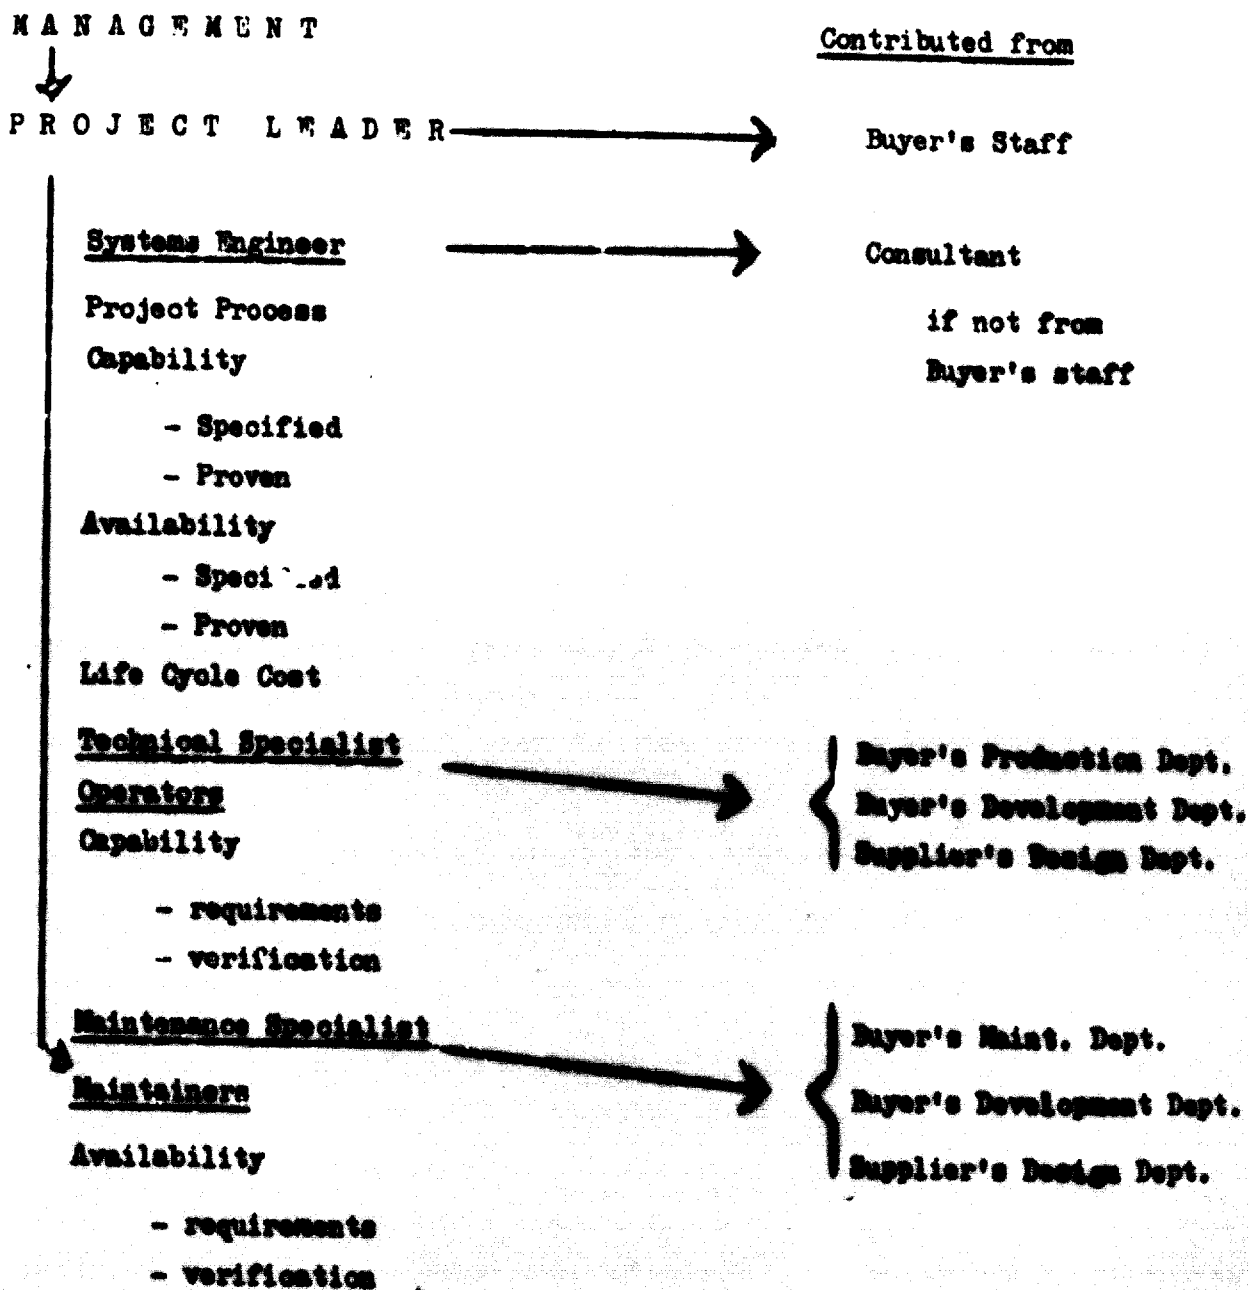 MANAGEMENT
Contributed from
PROJECT LEADER
Buyer's Staff
Systems Engineer
Consultant
Project Process
if not from
Capability
Buyer's staff
- Specified
- Proven
Availability
- Proven
Life Cycle Cost
Technical Specialist
Buyer's Production Dept.
Operators
Buyer's Development Dept.
Capability
Supplier's Design Dept.
- requirements
- verification
Maintenance Specialist
Buyer's Maint. Dept.
Maintainers
Buyer's Development Dept.
Availability
Supplier's Design Dept.
- requirements
- verification